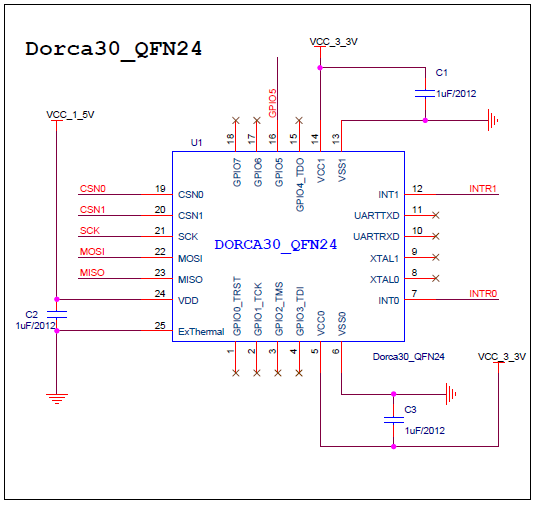 Dorca30_QFN24
VCC_3_3V
C1
1uF/2012
VCC_1_5V
GPIO5
U1
18
17
16
15
14
13
GPIO7
GPIO6
GPIO5
GPIO4_TDO
VCC1
VSS1
CSN0 19 CSN0
INT1 12 INTR1
CSN1 20 CSN1
UARTTXD 11
SCK 21 SCK
UARTRXD 10
DORCA30_QFN24
MOSI 22 MOSI
XTAL1 9
MISO 23 MISO
XTAL0 8
24 VDD
INT0 7 INTR0
C2
1uF/2012
25 ExThermal
GPIO0_TRST
GPIO1_TCK
GPIO2_TMS
GPIO3_TDI
VCC0
VSS0
1
2
3
4
5
6
Dorca30_QFN24
VCC_3_3V
C3
1uF/2012